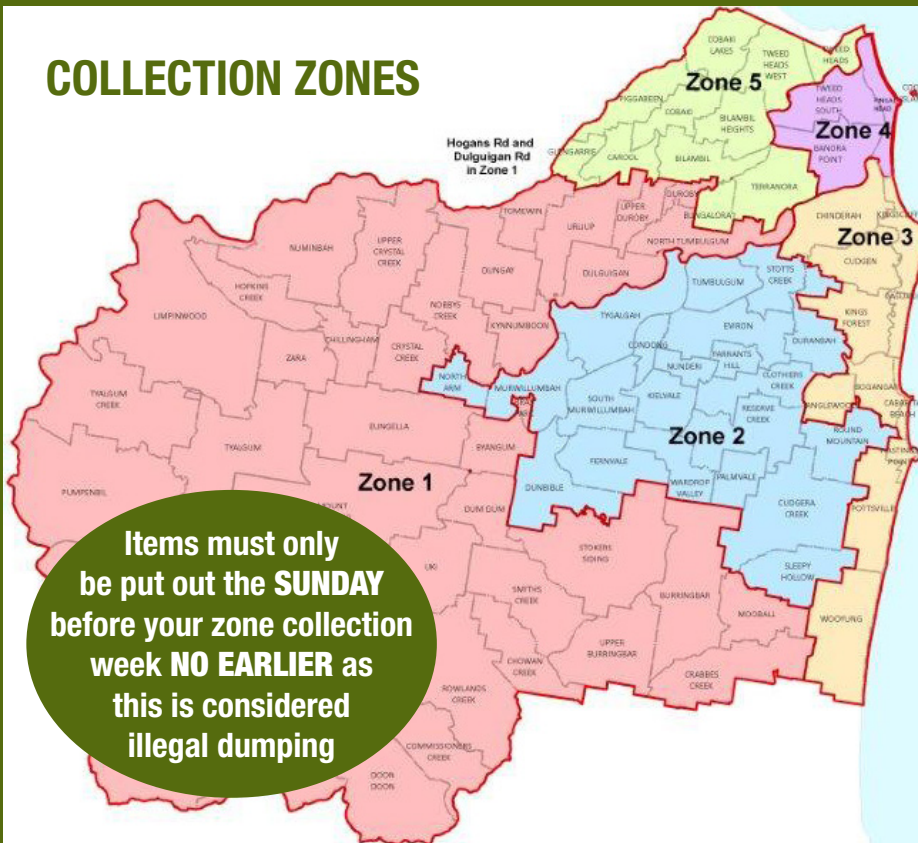 COLLECTION ZONES
COBAKI
LAKES
TWEED
HEADS
WEST
HEADS
Zone 5
TWEED
HEADS
SOUTH
PIGGABEEN
COBAKI
BILAMBIL
HEIGHTS
Zone 4
Hogans Rd and
Dulguigan Rd
in Zone 1
GLENGARRIE
CAROOL
BILAMBIL
BANORA
POINT
TERRANORA
DUROBY
UPPER
DUROBY
BUNGALORA
TOMEWIN
URLIUP
NORTH TUMBULGUM
CHINDERAH
Zone 3
CUDGEN
NUMINBAH
UPPER
CRYSTAL
CREEK
DUNGAY
DULGUIGAN
TUMBULGUM
STOTTS
CREEK
HOPKINS
CREEK
LIMPINWOOD
NOBBYS
CREEK
KYNNUMBOON
TYGALGAH
EVIRON
KINGS
FOREST
CHILLINGHAM
ZARA
CRYSTAL
CREEK
CONDONG
NUNDERI
FARRANTS
HILL
DURANBAH
CLOTHIERS
CREEK
NORTH
ARM
MURWILLUMBAH
TYALGUM
CREEK
SOUTH
MURWILLUMBAH
KIELVALE
RESERVE
CREEK
BOGANGAR
EUNGELLA
Zone 2
ROUND
MOUNTAIN
TYALGUM
BYANGUM
FERNVALE
Zone 1
DUNBIBLE
WARDROP
VALLEY
PALMVALE
PUMPENBIL
DUM DUM
CUDGERA
CREEK
POTTSVILLE
STOKERS
SIDING
UKI
SLEEPY
HOLLOW
SMITHS
CREEK
BURRINGBAR
MOOBALL
WOOYUNG
UPPER
BURRINGBAR
CHOWAN
CREEK
CRABBES
CREEK
ROWLANDS
CREEK
COMMISSIONERS
CREEK
DOON
DOON
Items must only
be put out the SUNDAY
before your zone collection
week NO EARLIER as
this is considered
illegal dumping